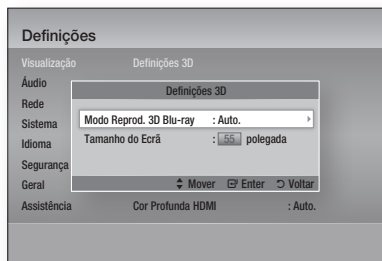 Definições
Visualização Definições 3D
Áudio
Rede
Sistema
Idioma
Segurança
Geral
Assistência Cor Profunda HDMI : Auto.
Definições 3D
Modo Reprod. 3D Blu-ray : Auto.
Tamanho do Ecrã : 55 polegada
Mover Enter Voltar